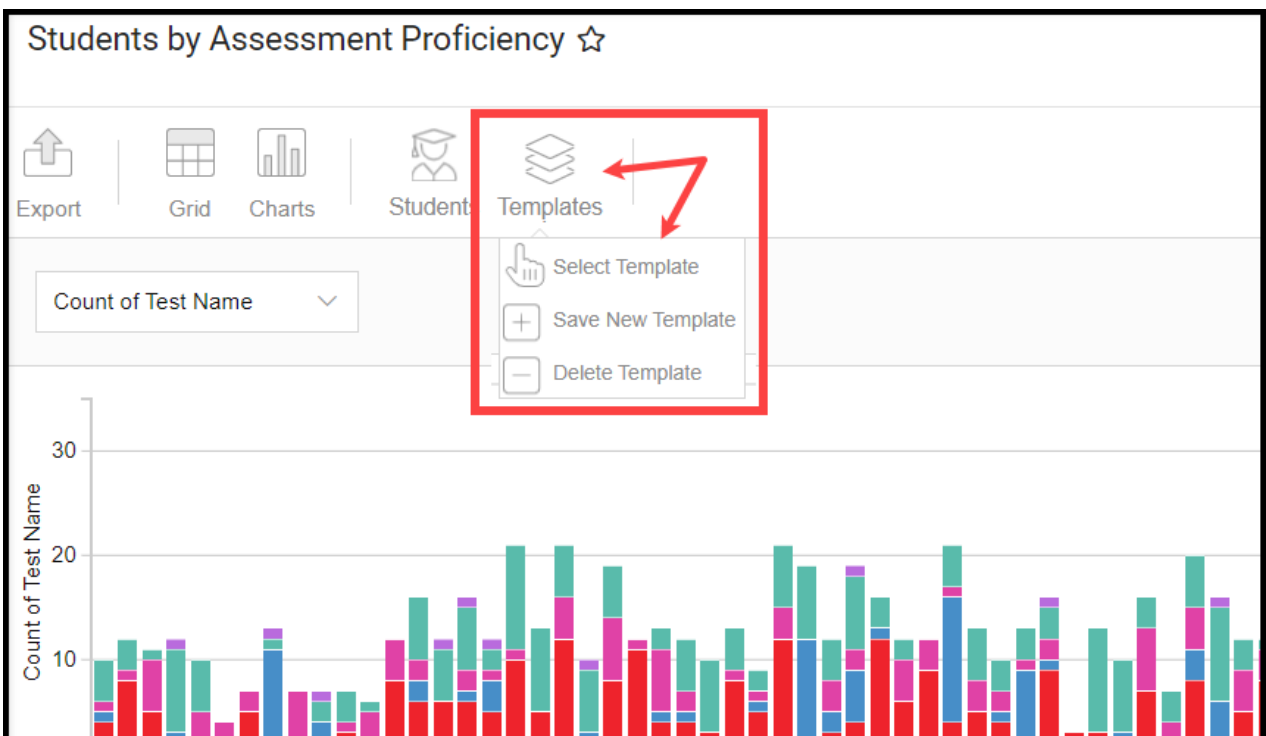 Students by Assessment Proficiency
Export
Grid
Charts
Students
Templates
Select Template
Save New Template
Delete Template
Count of Test Name
30
20
10
Count of Test Name